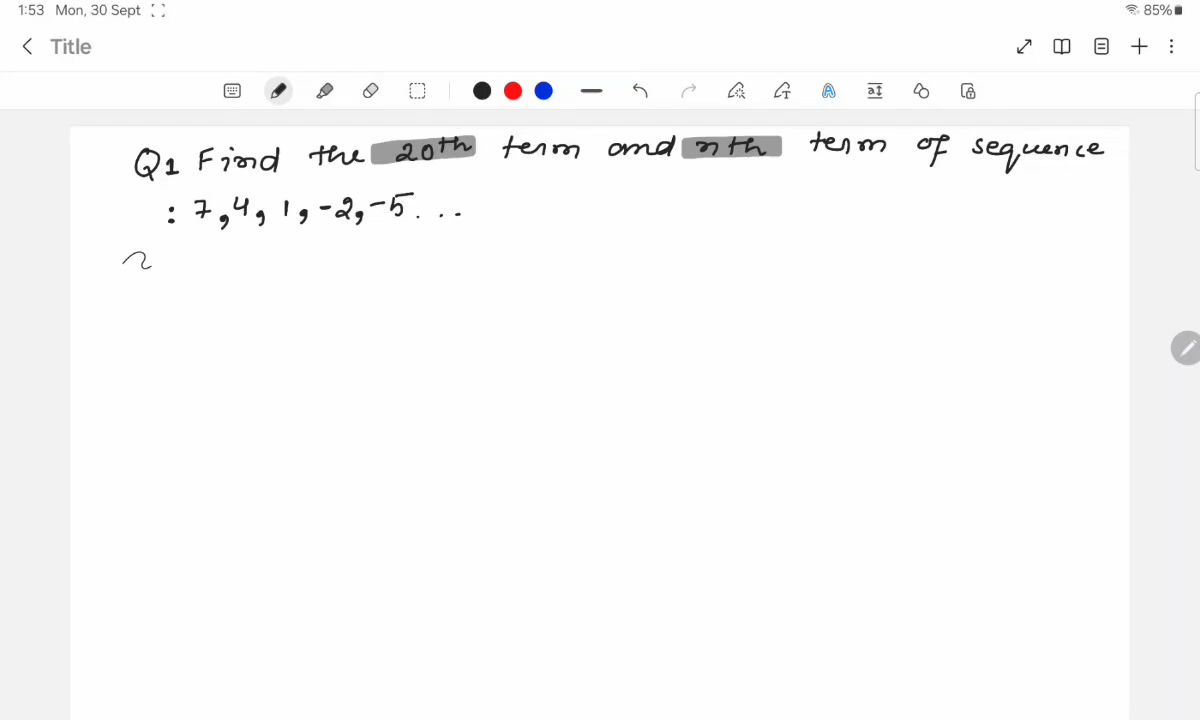 1:53 Mon, 30 Sept 85%
Title
Q1 Find the 20th term and nth term of sequence
: 7, 4, 1, -2, -5. ...